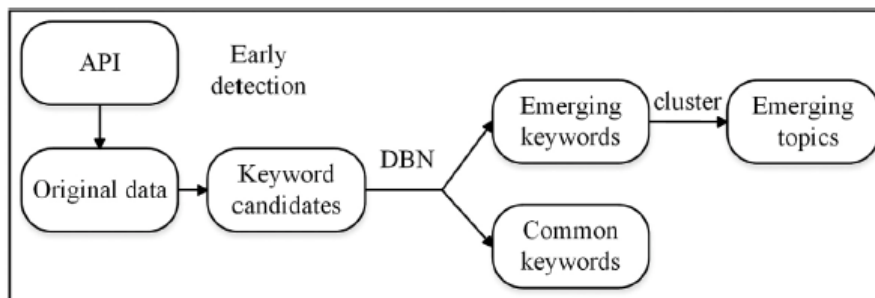 API
Early
detection
Original data
Keyword
candidates
DBN
Emerging
keywords
cluster
Emerging
topics
Common
keywords